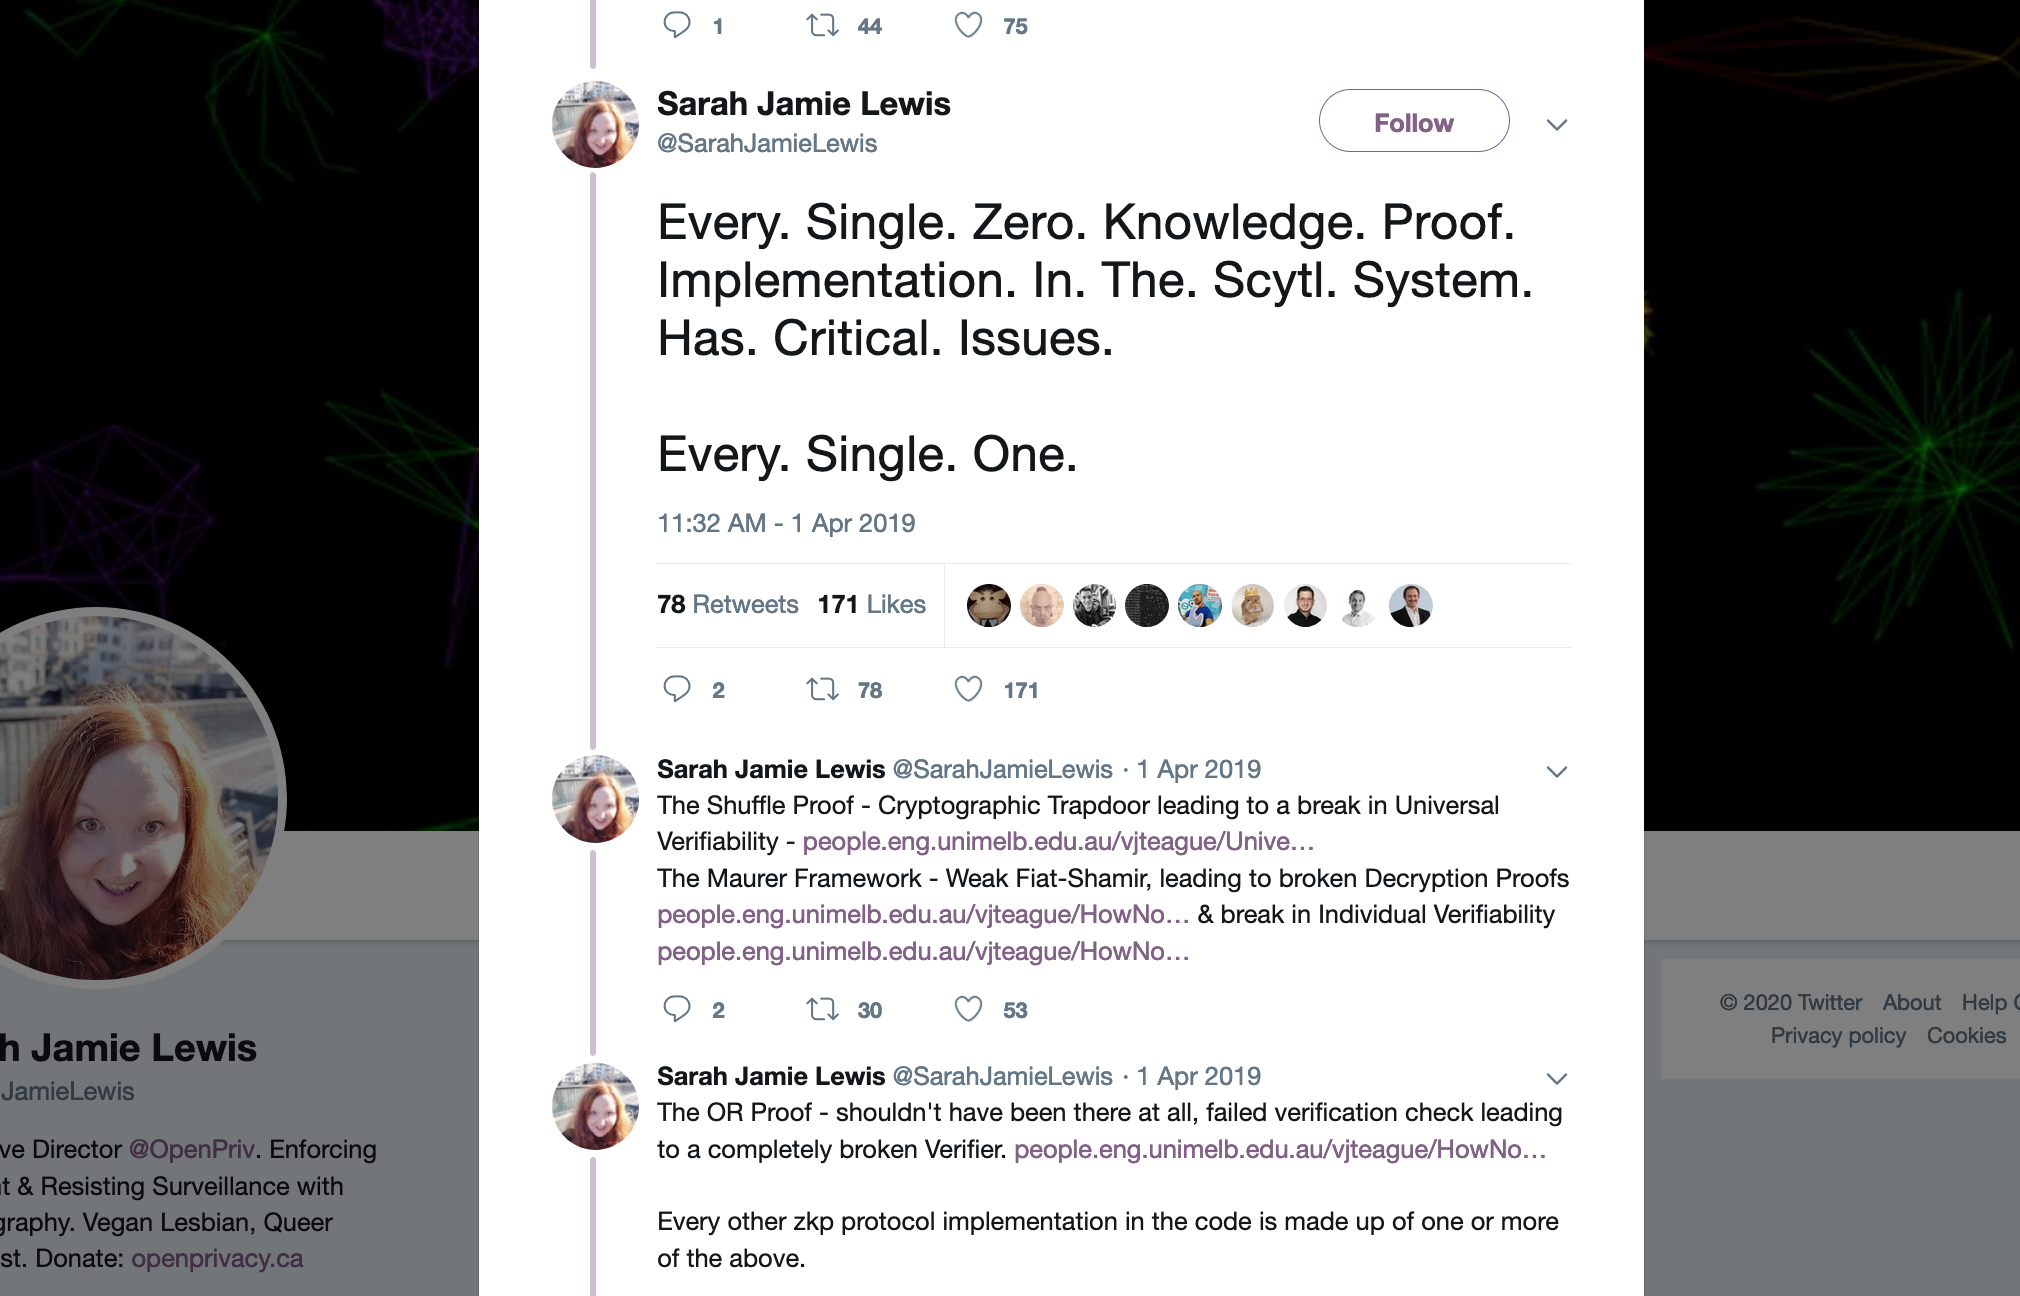 1 44 75
Sarah Jamie Lewis
@SarahJamieLewis
Follow
Every. Single. Zero. Knowledge. Proof.
Implementation. In. The. Scytl. System.
Has. Critical. Issues.
Every. Single. One.
11:32 AM - 1 Apr 2019
78 Retweets 171 Likes
2 78 171
Sarah Jamie Lewis @SarahJamieLewis · 1 Apr 2019
The Shuffle Proof - Cryptographic Trapdoor leading to a break in Universal
Verifiability - people.eng.unimelb.edu.au/vjteague/Unive…
The Maurer Framework - Weak Fiat-Shamir, leading to broken Decryption Proofs
people.eng.unimelb.edu.au/vjteague/HowNo… & break in Individual Verifiability
people.eng.unimelb.edu.au/vjteague/HowNo…
2 30 53
Sarah Jamie Lewis @SarahJamieLewis · 1 Apr 2019
The OR Proof - shouldn't have been there at all, failed verification check leading
to a completely broken Verifier. people.eng.unimelb.edu.au/vjteague/HowNo…
Every other zkp protocol implementation in the code is made up of one or more
of the above.
h Jamie Lewis
JamieLewis
ve Director @OpenPriv. Enforcing
t & Resisting Surveillance with
graphy. Vegan Lesbian, Queer
st. Donate: openprivacy.ca
© 2020 Twitter About Help
Privacy policy Cookies